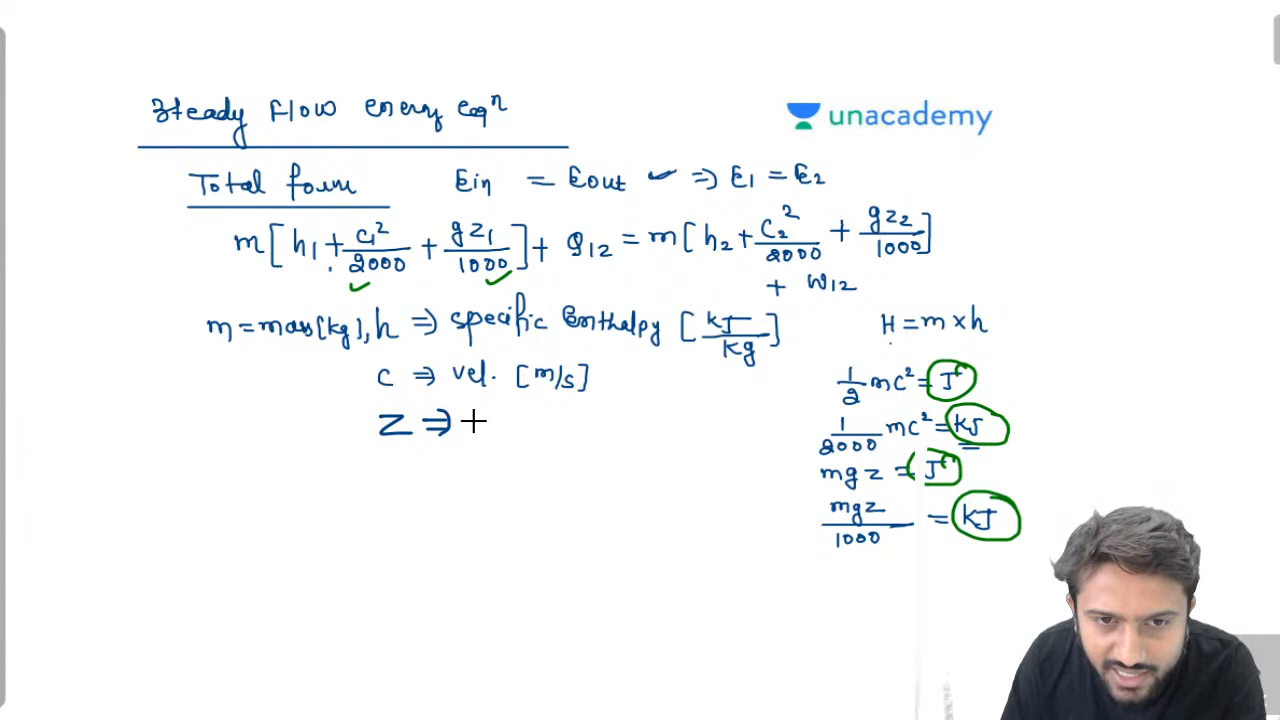 Steady Flow energy eqⁿ
unacademy
Total form Ein = Eout ✓ ⇒ E₁ = E₂
m[h₁ + C₁²/2000 + gZ₁/1000] + Q₁₂ = m[h₂ + C₂²/2000 + gZ₂/1000]
+ W₁₂
m = mass[kg], h ⇒ specific Enthalpy [kJ/kg]
H = m × h
C ⇒ vel. [m/s]
1/2 mc² = J
Z ⇒
1/2000 mc² = KJ
mgz = J
mgz/1000 = KJ